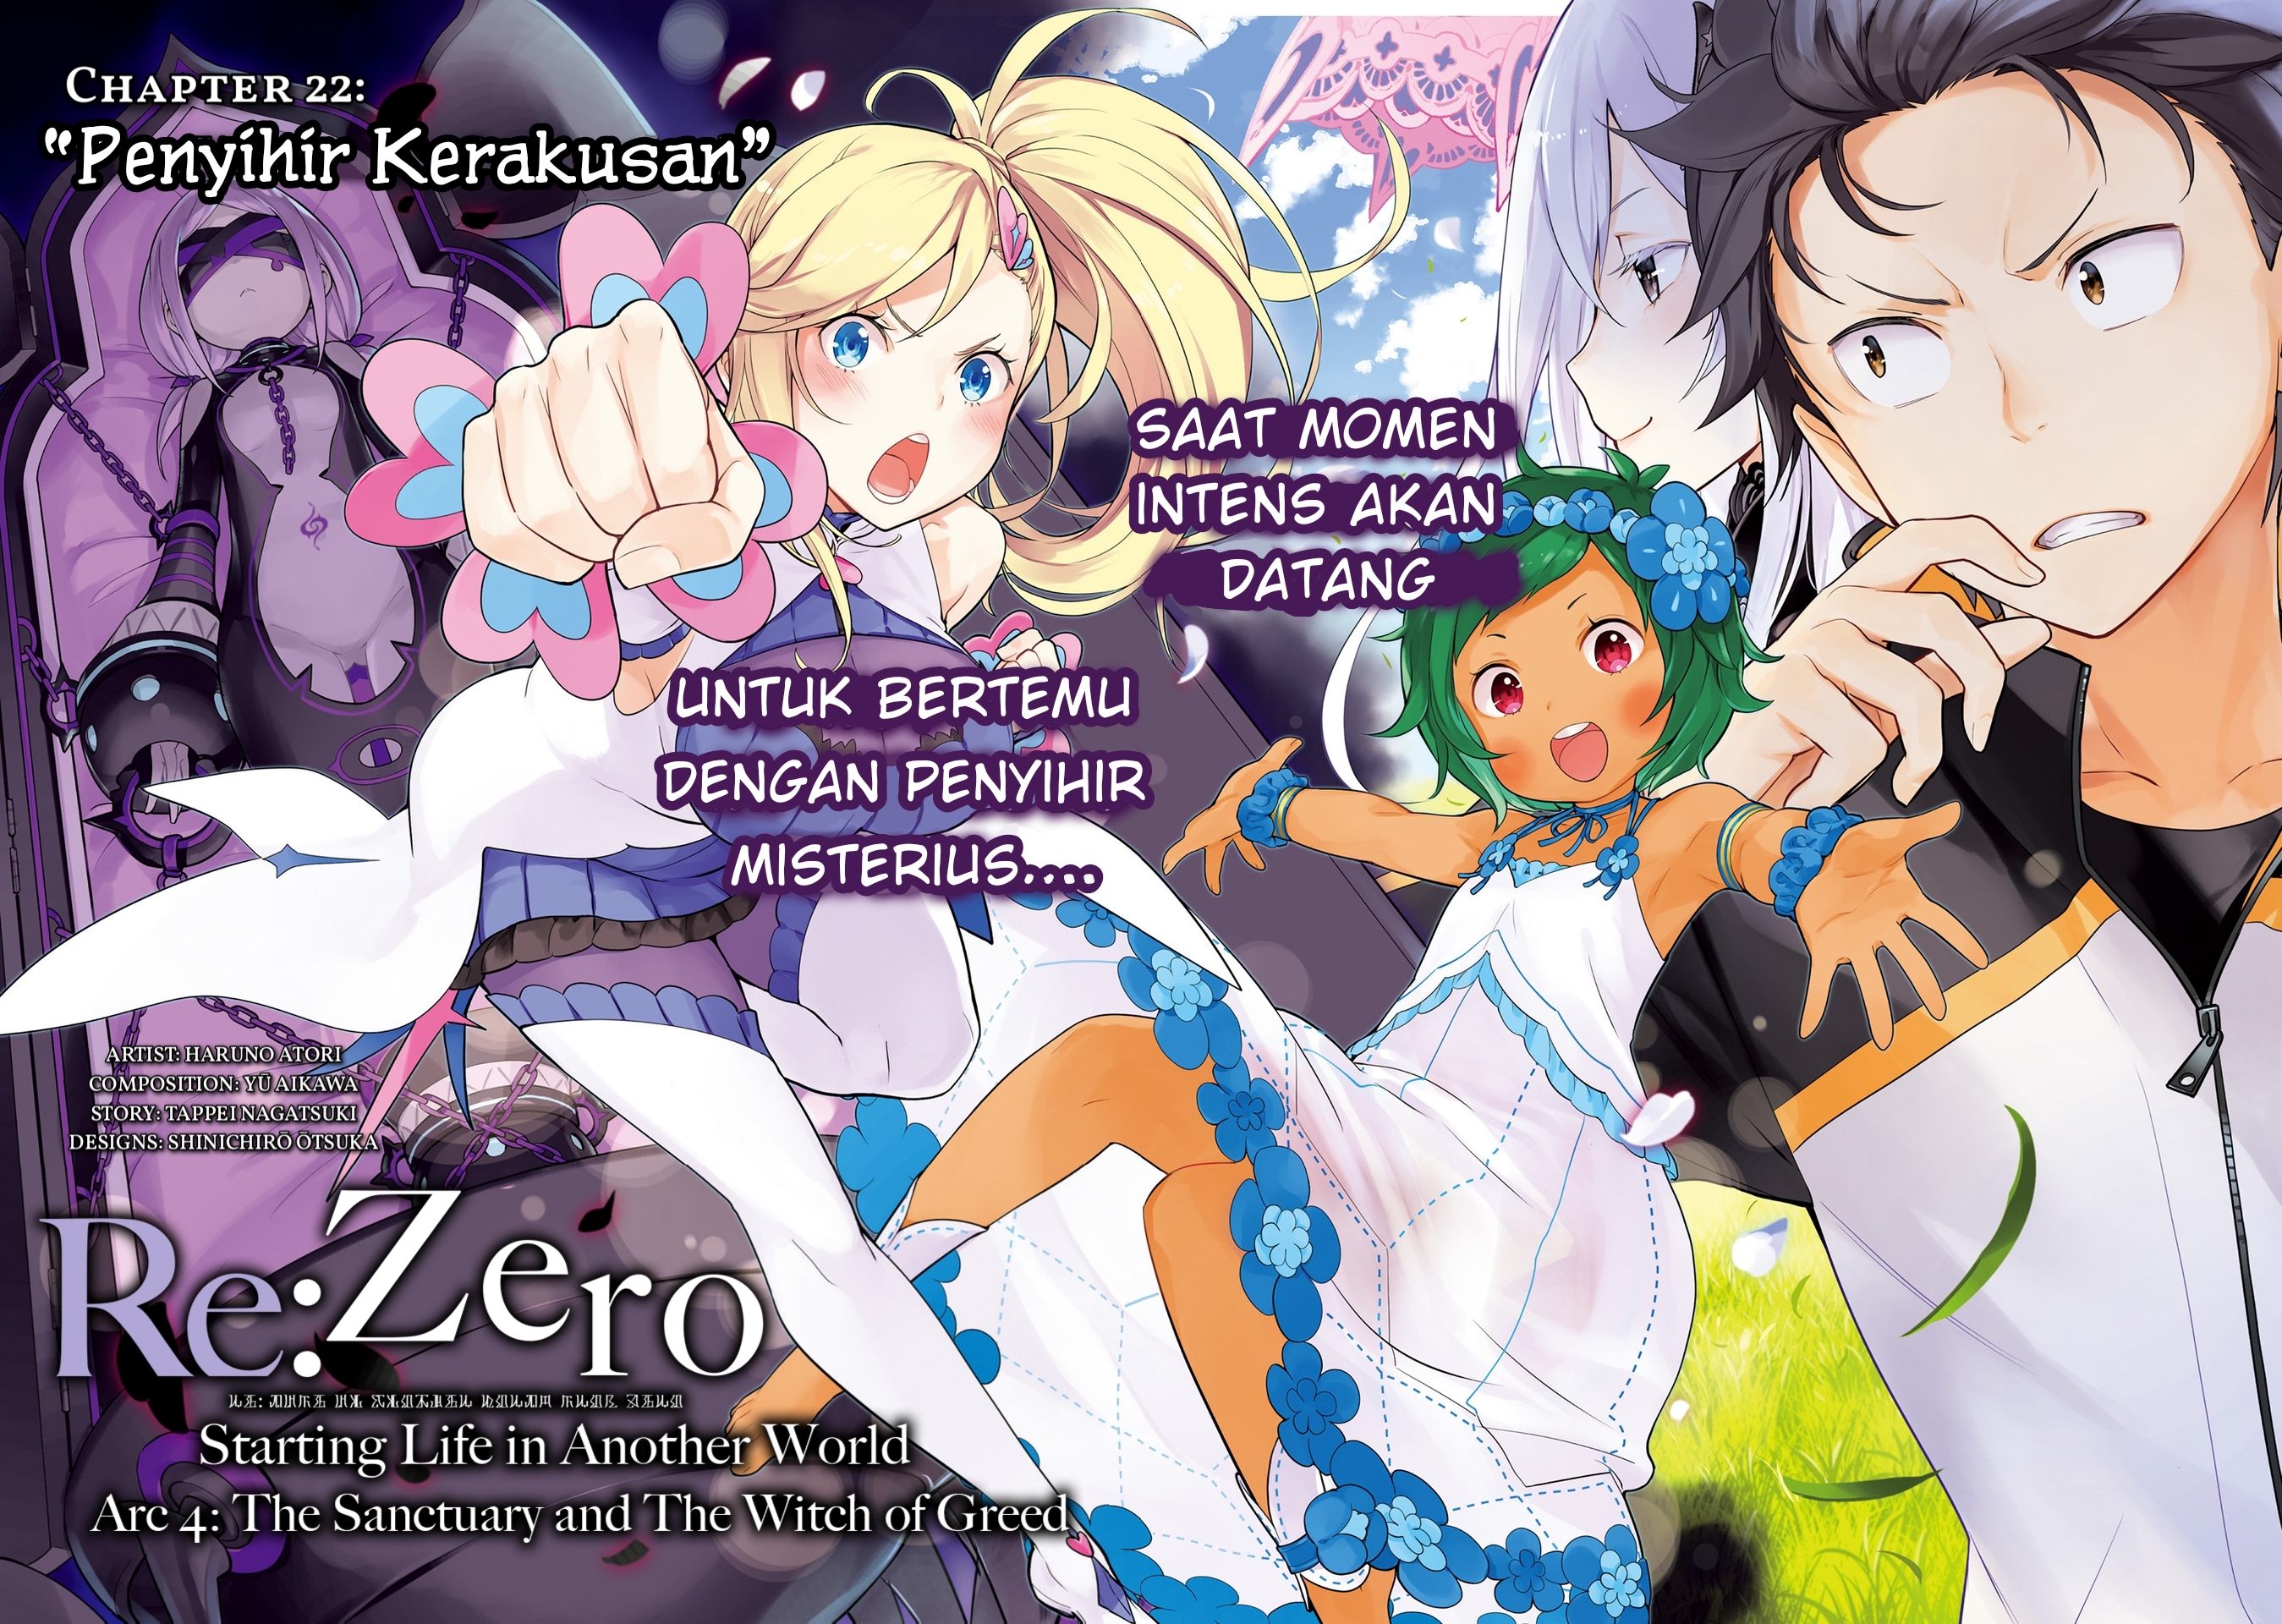 CHAPTER 22:
"Penyihir Kerakusan"
SAAT MOMEN
INTENS AKAN
DATANG
UNTUK BERTEMU
DENGAN PENYIHIR
MISTERIUS....
ARTIST: HARUNO ATORI
COMPOSITION: YŪ AIKAWA
STORY: TAPPEI NAGATSUKI
DESIGNS: SHINICHIRŌ ŌTSUKA
Re:Zero
Starting Life in Another World
Arc 4: The Sanctuary and The Witch of Greed